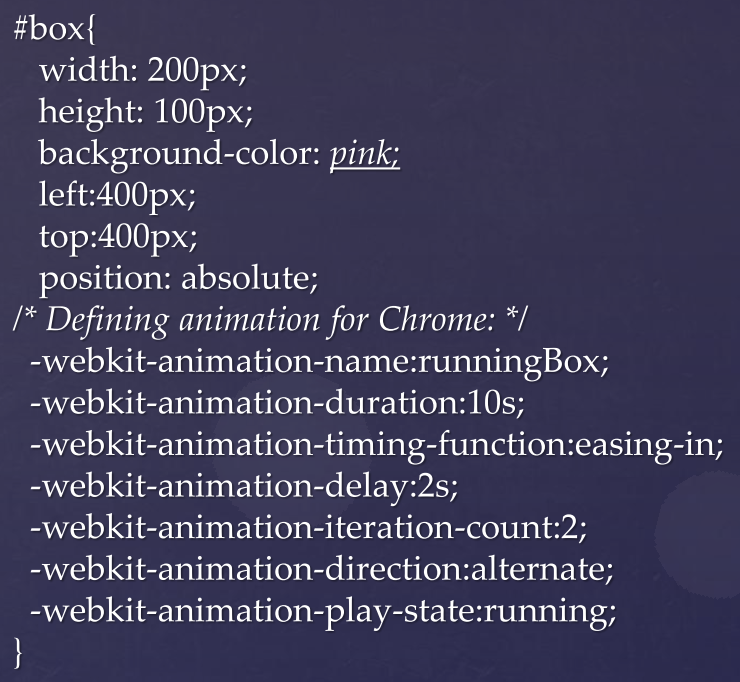 #box{
width: 200px;
height: 100px;
background-color: pink;
left:400px;
top:400px;
position: absolute;
/* Defining animation for Chrome: */
-webkit-animation-name:runningBox;
-webkit-animation-duration:10s;
-webkit-animation-timing-function:easing-in;
-webkit-animation-delay:2s;
-webkit-animation-iteration-count:2;
-webkit-animation-direction:alternate;
-webkit-animation-play-state:running;
}